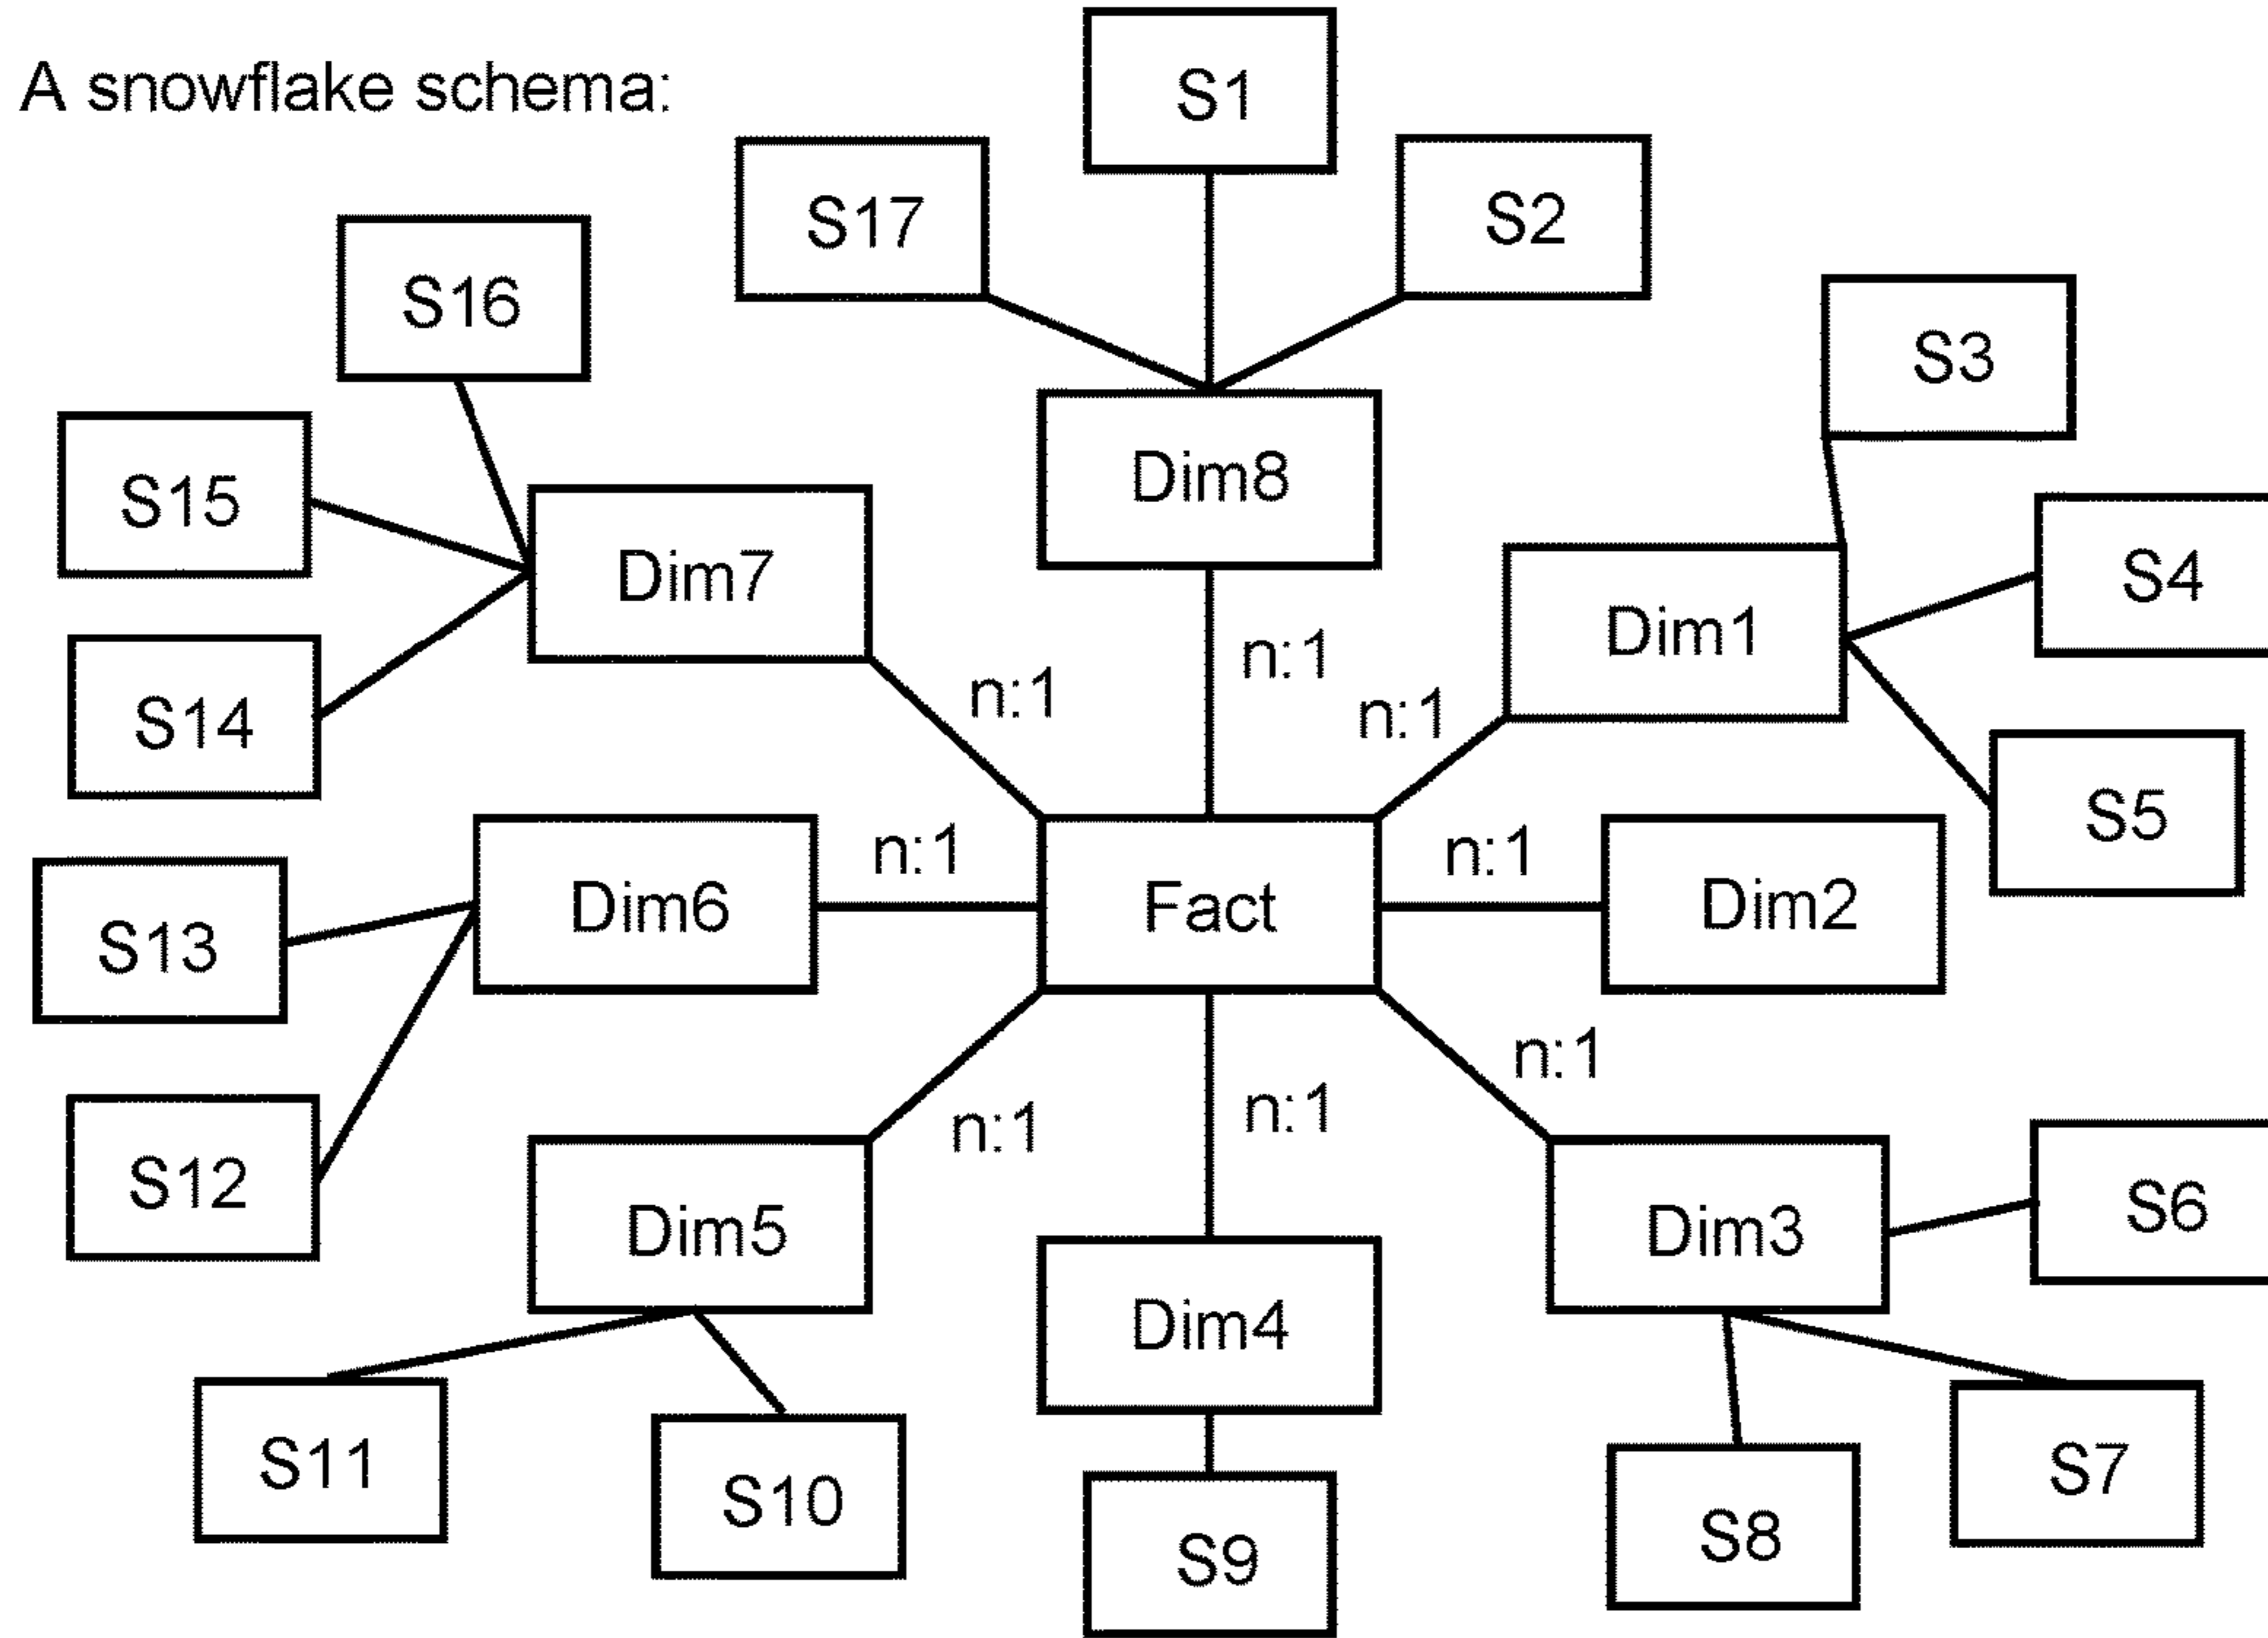 A snowflake schema:
S1
S17
S2
S16
S3
S15
Dim8
S4
Dim7
Dim1
S14
n:1
n:1
n:1
S5
n:1
n:1
Dim6
Fact
Dim2
S13
n:1
n:1
n:1
S12
Dim5
Dim3
S6
Dim4
S11
S10
S7
S8
S9